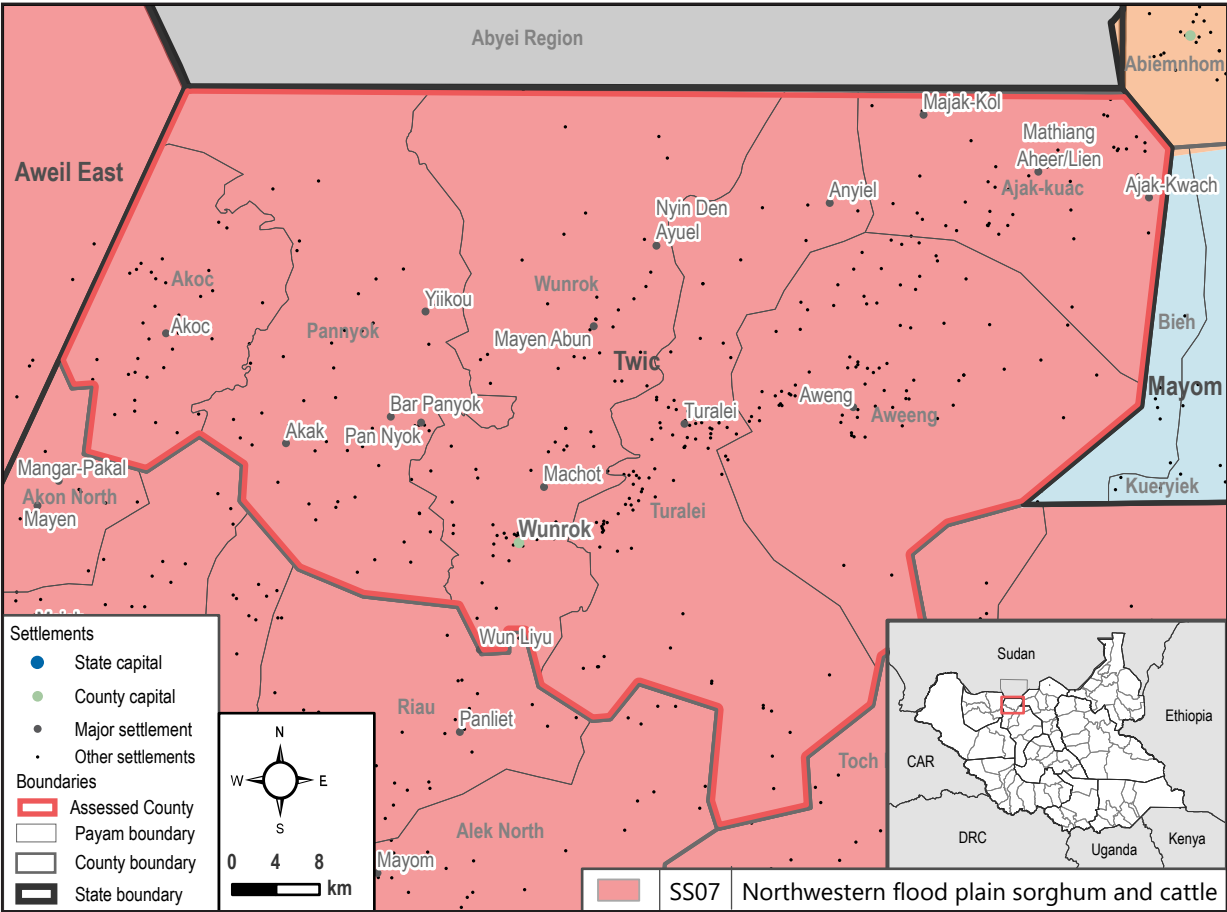 Abyei Region
Abiemnhom
Majak-Kol
Mathiang
Aheer/Lien
Aweil East
Ajak-kuac
Ajak-Kwach
Anyiel
Nyin Den
Ayuel
Akoc
Wunrok
Yiikou
Akoc
Pannyok
Mayen Abun
Bieh
Twic
Mayom
Aweng
Bar Panyok
Turalei
Aweeng
Akak
Pan Nyok
Mangar-Pakal
Machot
Akon North
Kueryiek
Mayen
Turalei
Wunrok
Wun Liyu
Riau
Panliet
Toch
Alek North
Mayom
Settlements
State capital
County capital
Major settlement
Other settlements
Boundaries
Assessed County
Payam boundary
County boundary
State boundary
N
W E
S
0 4 8
km
Sudan
Ethiopia
CAR
DRC
Uganda
Kenya
SS07 Northwestern flood plain sorghum and cattle